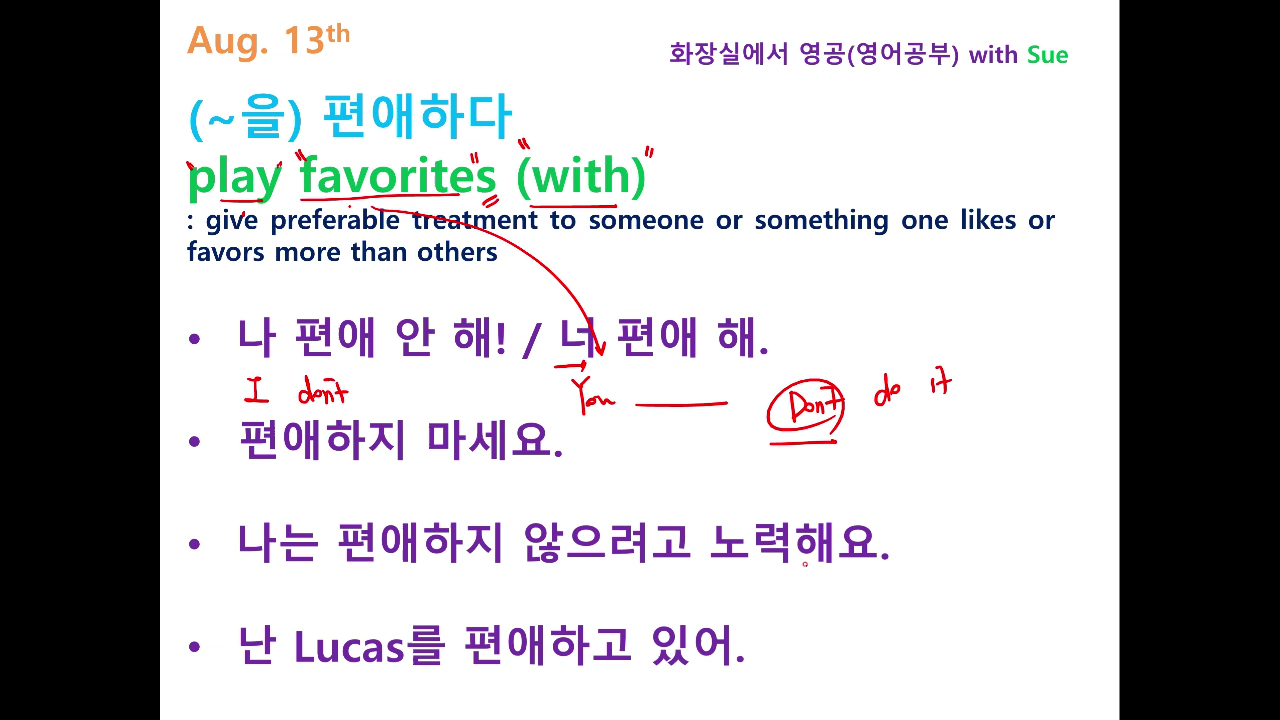 Aug. 13th
화장실에서 영공(영어공부) with Sue
(~을) 편애하다
play "favorites" "(with)"
: give preferable treatment to someone or something one likes or
favors more than others
• 나 편애 안 해! / 너 편애 해.
I don't You Don't do it
• 편애하지 마세요.
• 나는 편애하지 않으려고 노력해요.
• 난 Lucas를 편애하고 있어.